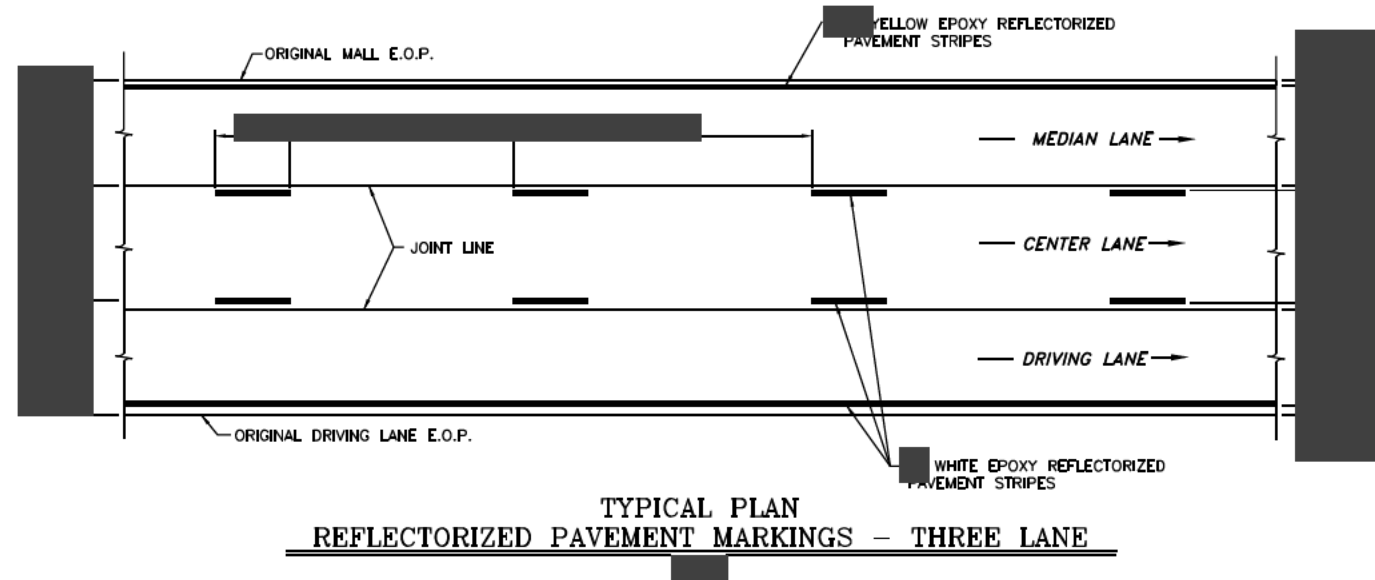 YELLOW EPOXY REFLECTORIZED
PAVEMENT STRIPES
ORIGINAL MALL E.O.P.
MEDIAN LANE
JOINT LINE
CENTER LANE
DRIVING LANE
ORIGINAL DRIVING LANE E.O.P.
WHITE EPOXY REFLECTORIZED
PAVEMENT STRIPES
TYPICAL PLAN
REFLECTORIZED PAVEMENT MARKINGS – THREE LANE